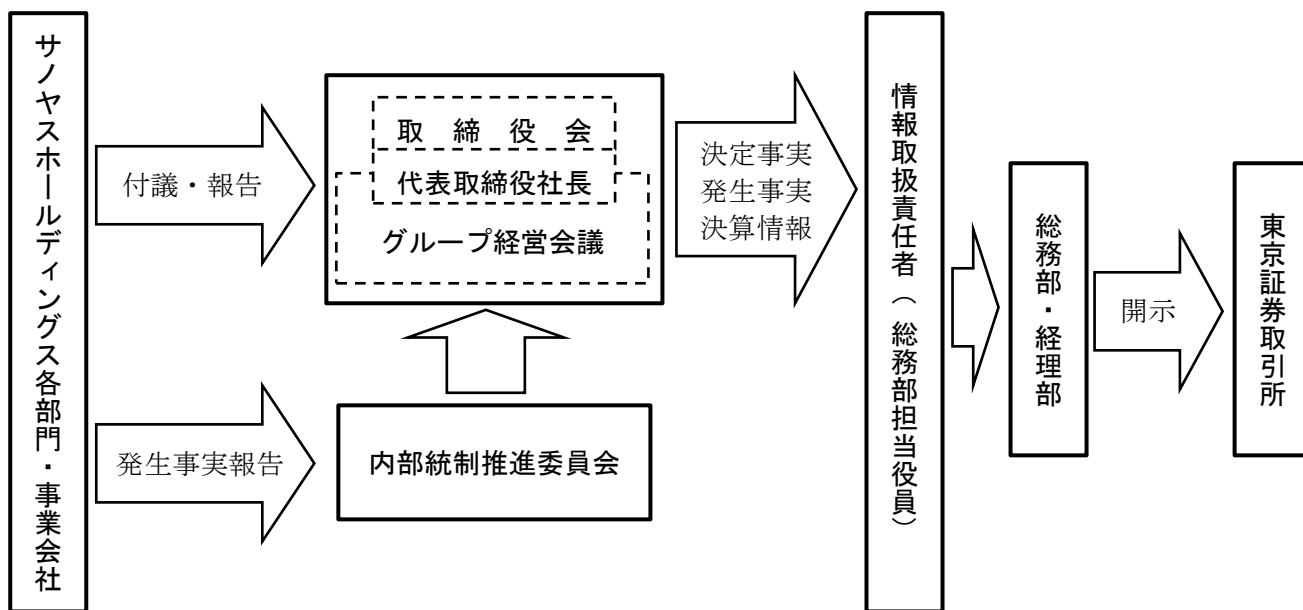 サノヤスホールディングス各部門・事業会社
付議・報告
取締役会
代表取締役社長
グループ経営会議
発生事実報告
内部統制推進委員会
決定事実
発生事実
決算情報
情報取扱責任者（総務部担当役員）
総務部・経理部
開示
東京証券取引所